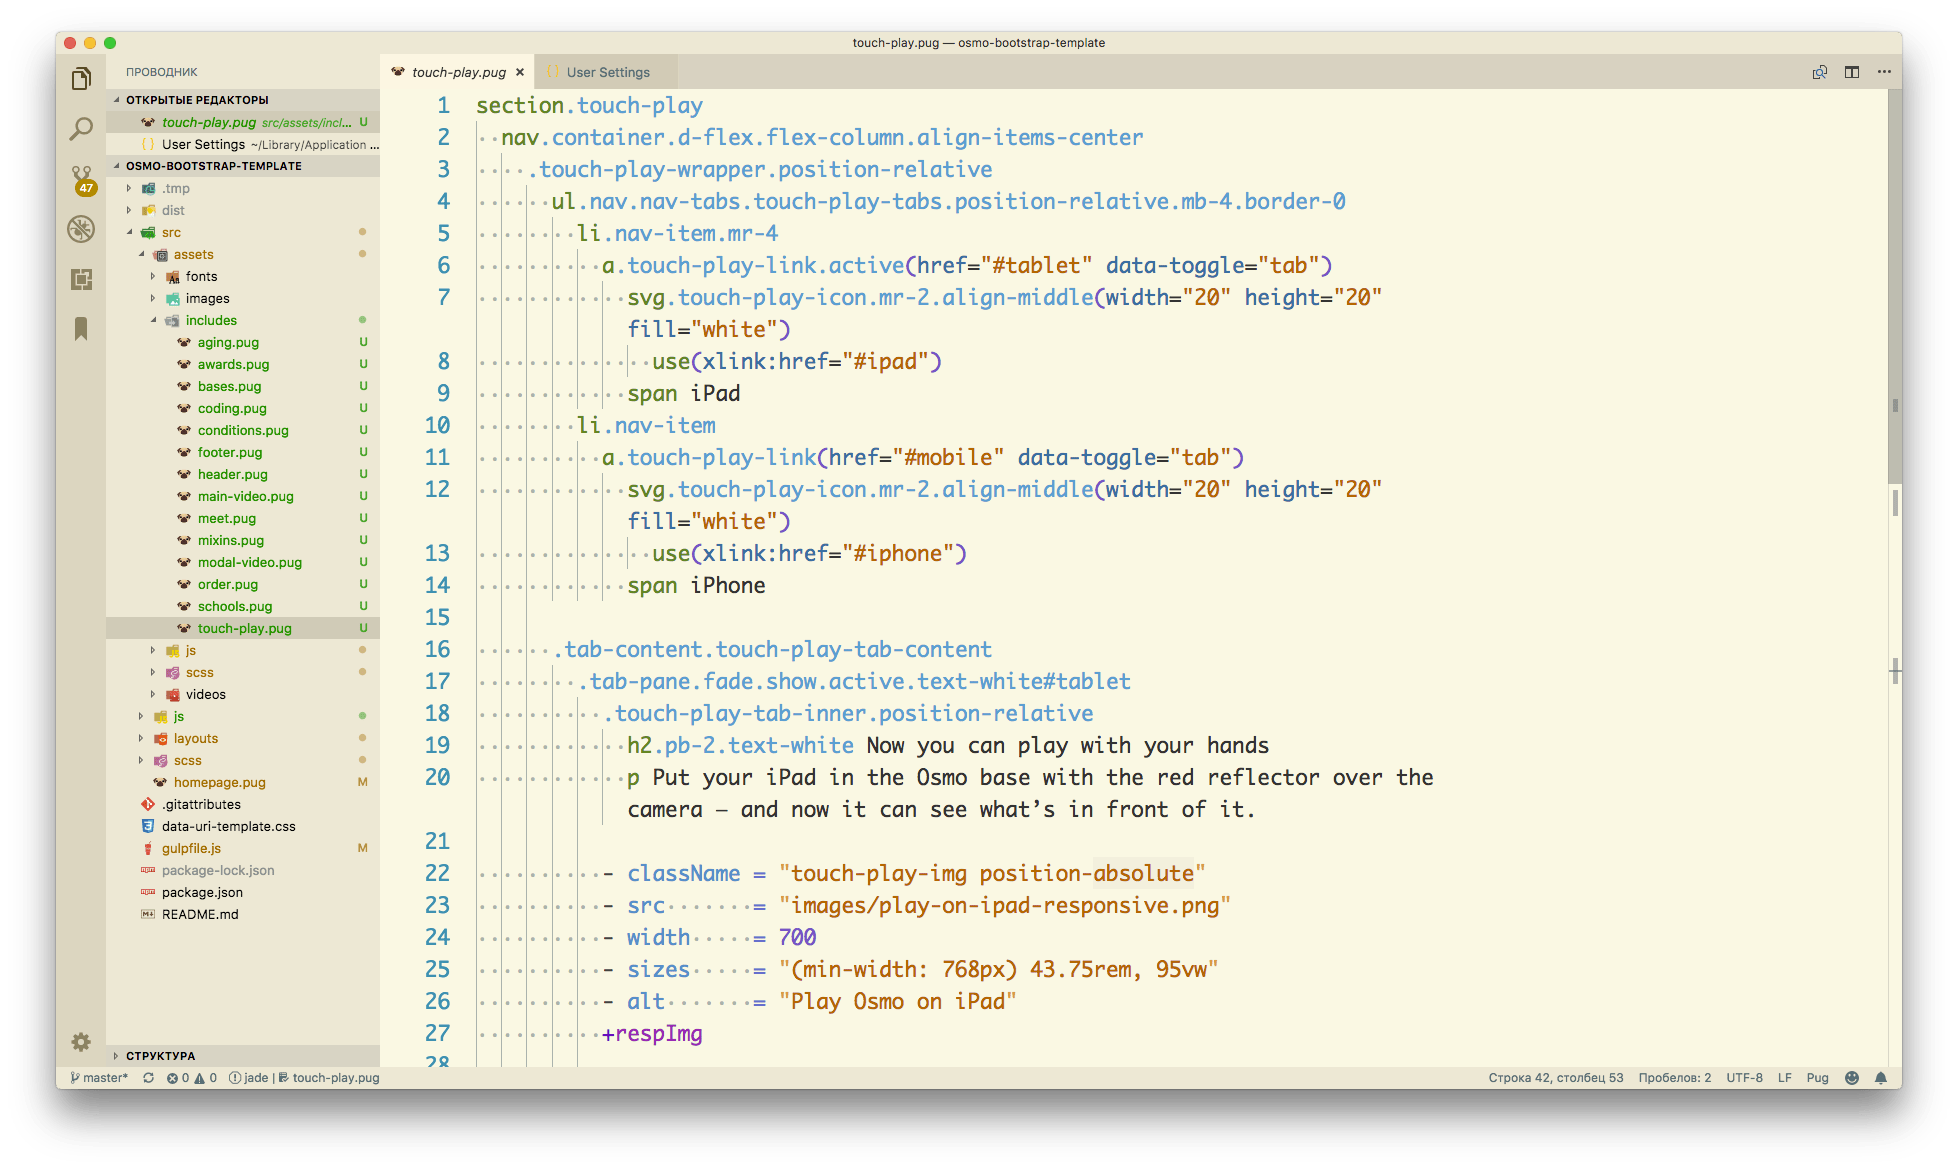 touch-play.pug — osmo-bootstrap-template
ПРОВОДНИК
ОТКРЫТЫЕ РЕДАКТОРЫ
touch-play.pug src/assets/incl... U
User Settings ~/Library/Application ...
OSMO-BOOTSTRAP-TEMPLATE
.tmp
dist
src
assets
fonts
images
includes
aging.pug U
awards.pug U
bases.pug U
coding.pug U
conditions.pug U
footer.pug U
header.pug U
main-video.pug U
meet.pug U
mixins.pug U
modal-video.pug U
order.pug U
schools.pug U
touch-play.pug U
js
scss
videos
js
layouts
scss
homepage.pug M
.gitattributes
data-uri-template.css
gulpfile.js M
package-lock.json
package.json
README.md
СТРУКТУРА
47
touch-play.pug ×
{ } User Settings
1 section.touch-play
2 nav.container.d-flex.flex-column.align-items-center
3 .touch-play-wrapper.position-relative
4 ul.nav.nav-tabs.touch-play-tabs.position-relative.mb-4.border-0
5 li.nav-item.mr-4
6 a.touch-play-link.active(href="#tablet" data-toggle="tab")
7 svg.touch-play-icon.mr-2.align-middle(width="20" height="20"
fill="white")
8 use(xlink:href="#ipad")
9 span iPad
10 li.nav-item
11 a.touch-play-link(href="#mobile" data-toggle="tab")
12 svg.touch-play-icon.mr-2.align-middle(width="20" height="20"
fill="white")
13 use(xlink:href="#iphone")
14 span iPhone
15
16 .tab-content.touch-play-tab-content
17 .tab-pane.fade.show.active.text-white#tablet
18 .touch-play-tab-inner.position-relative
19 h2.pb-2.text-white Now you can play with your hands
20 p Put your iPad in the Osmo base with the red reflector over the
camera — and now it can see what’s in front of it.
21
22 - className = "touch-play-img position-absolute"
23 - src = "images/play-on-ipad-responsive.png"
24 - width = 700
25 - sizes = "(min-width: 768px) 43.75rem, 95vw"
26 - alt = "Play Osmo on iPad"
27 +respImg
28
master* 0 0 jade | touch-play.pug
Строка 42, столбец 53 Пробелов: 2 UTF-8 LF Pug